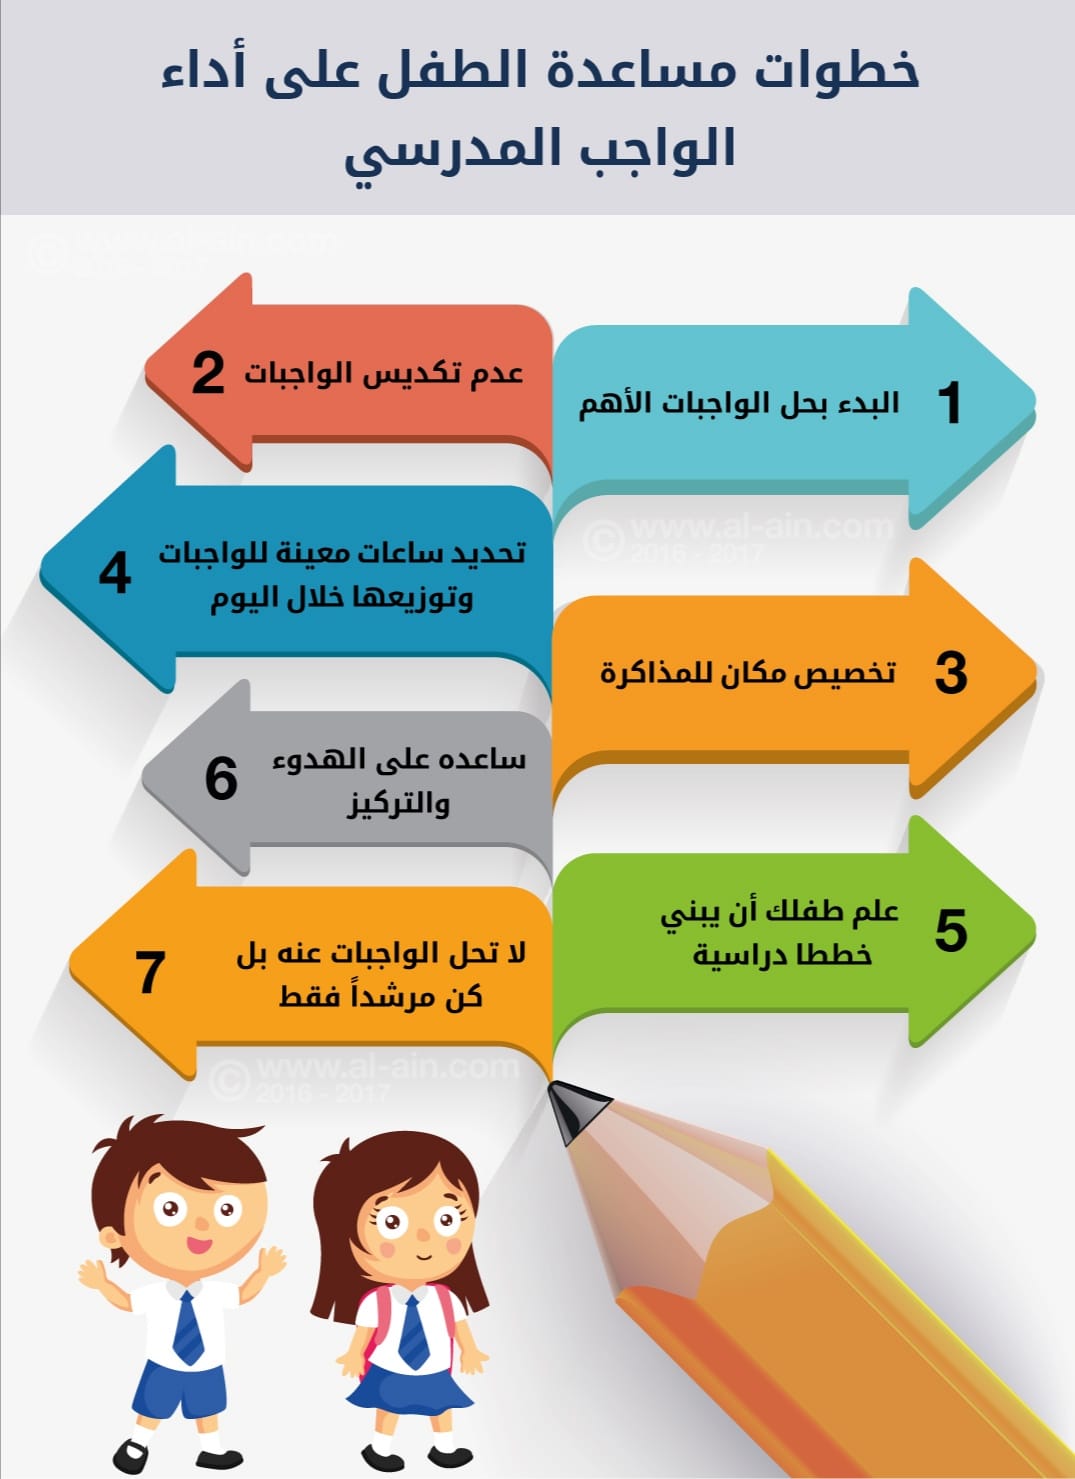 خطوات مساعدة الطفل على أداء
الواجب المدرسي
© www.al-ain.com
2016 - 2017
1
البدء بحل الواجبات الأهم
2
عدم تكديس الواجبات
© www.al-ain.com
2016 - 2017
3
تخصيص مكان للمذاكرة
4
تحديد ساعات معينة للواجبات
وتوزيعها خلال اليوم
5
علم طفلك أن يبني
خططا دراسية
6
ساعده على الهدوء
والتركيز
7
لا تحل الواجبات عنه بل
كن مرشداً فقط
© www.al-ain.com
2016 - 2017